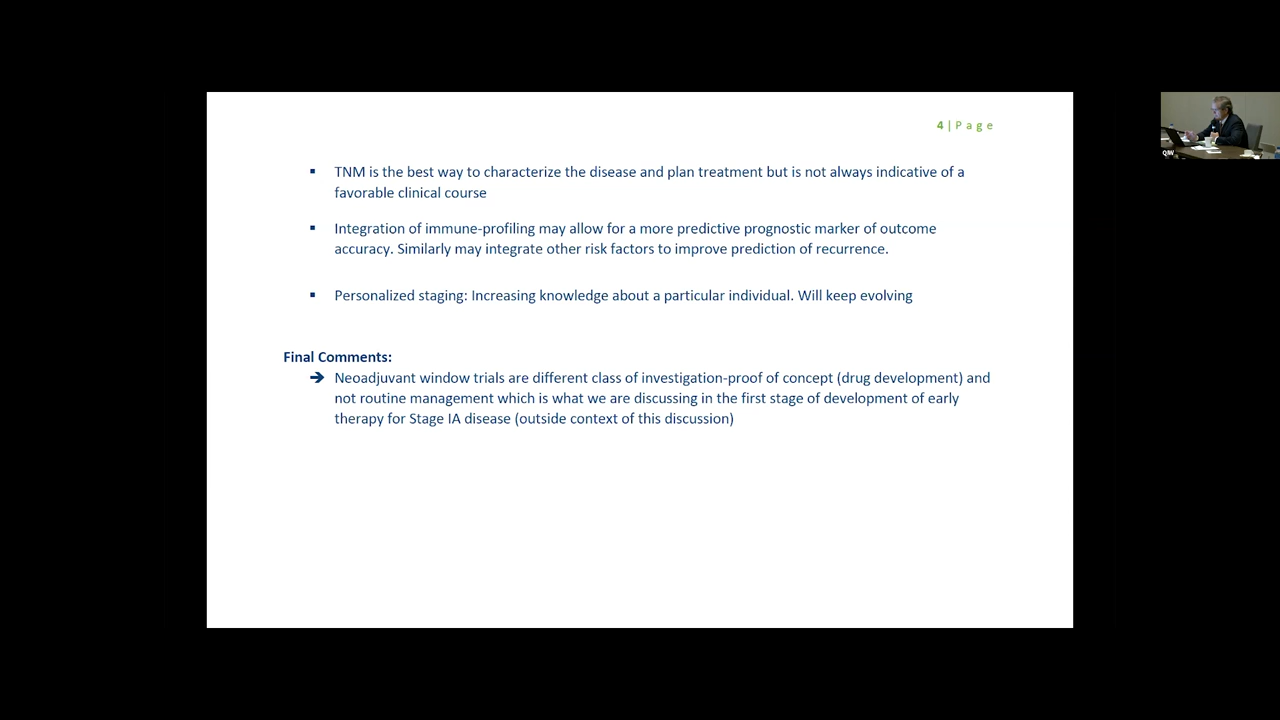 4 | P a g e
▪ TNM is the best way to characterize the disease and plan treatment but is not always indicative of a
favorable clinical course
▪ Integration of immune-profiling may allow for a more predictive prognostic marker of outcome
accuracy. Similarly may integrate other risk factors to improve prediction of recurrence.
▪ Personalized staging: Increasing knowledge about a particular individual. Will keep evolving
Final Comments:
➔ Neoadjuvant window trials are different class of investigation-proof of concept (drug development) and
not routine management which is what we are discussing in the first stage of development of early
therapy for Stage IA disease (outside context of this discussion)